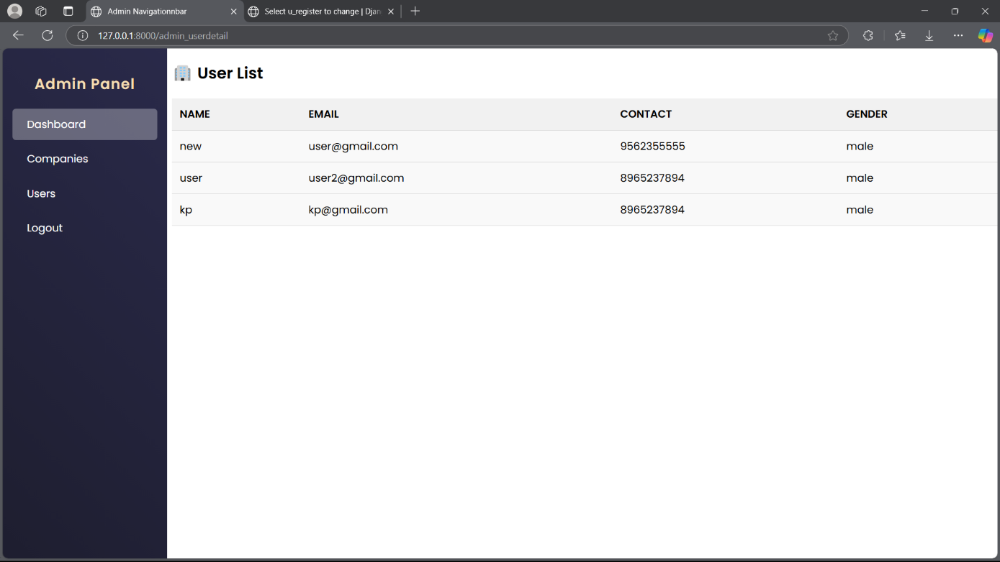 Admin Navigationnbar
Select u_register to change | Djan
127.0.0.1:8000/admin_userdetail
Admin Panel
Dashboard
Companies
Users
Logout
🏢 User List
NAME EMAIL CONTACT GENDER
new user@gmail.com 9562355555 male
user user2@gmail.com 8965237894 male
kp kp@gmail.com 8965237894 male